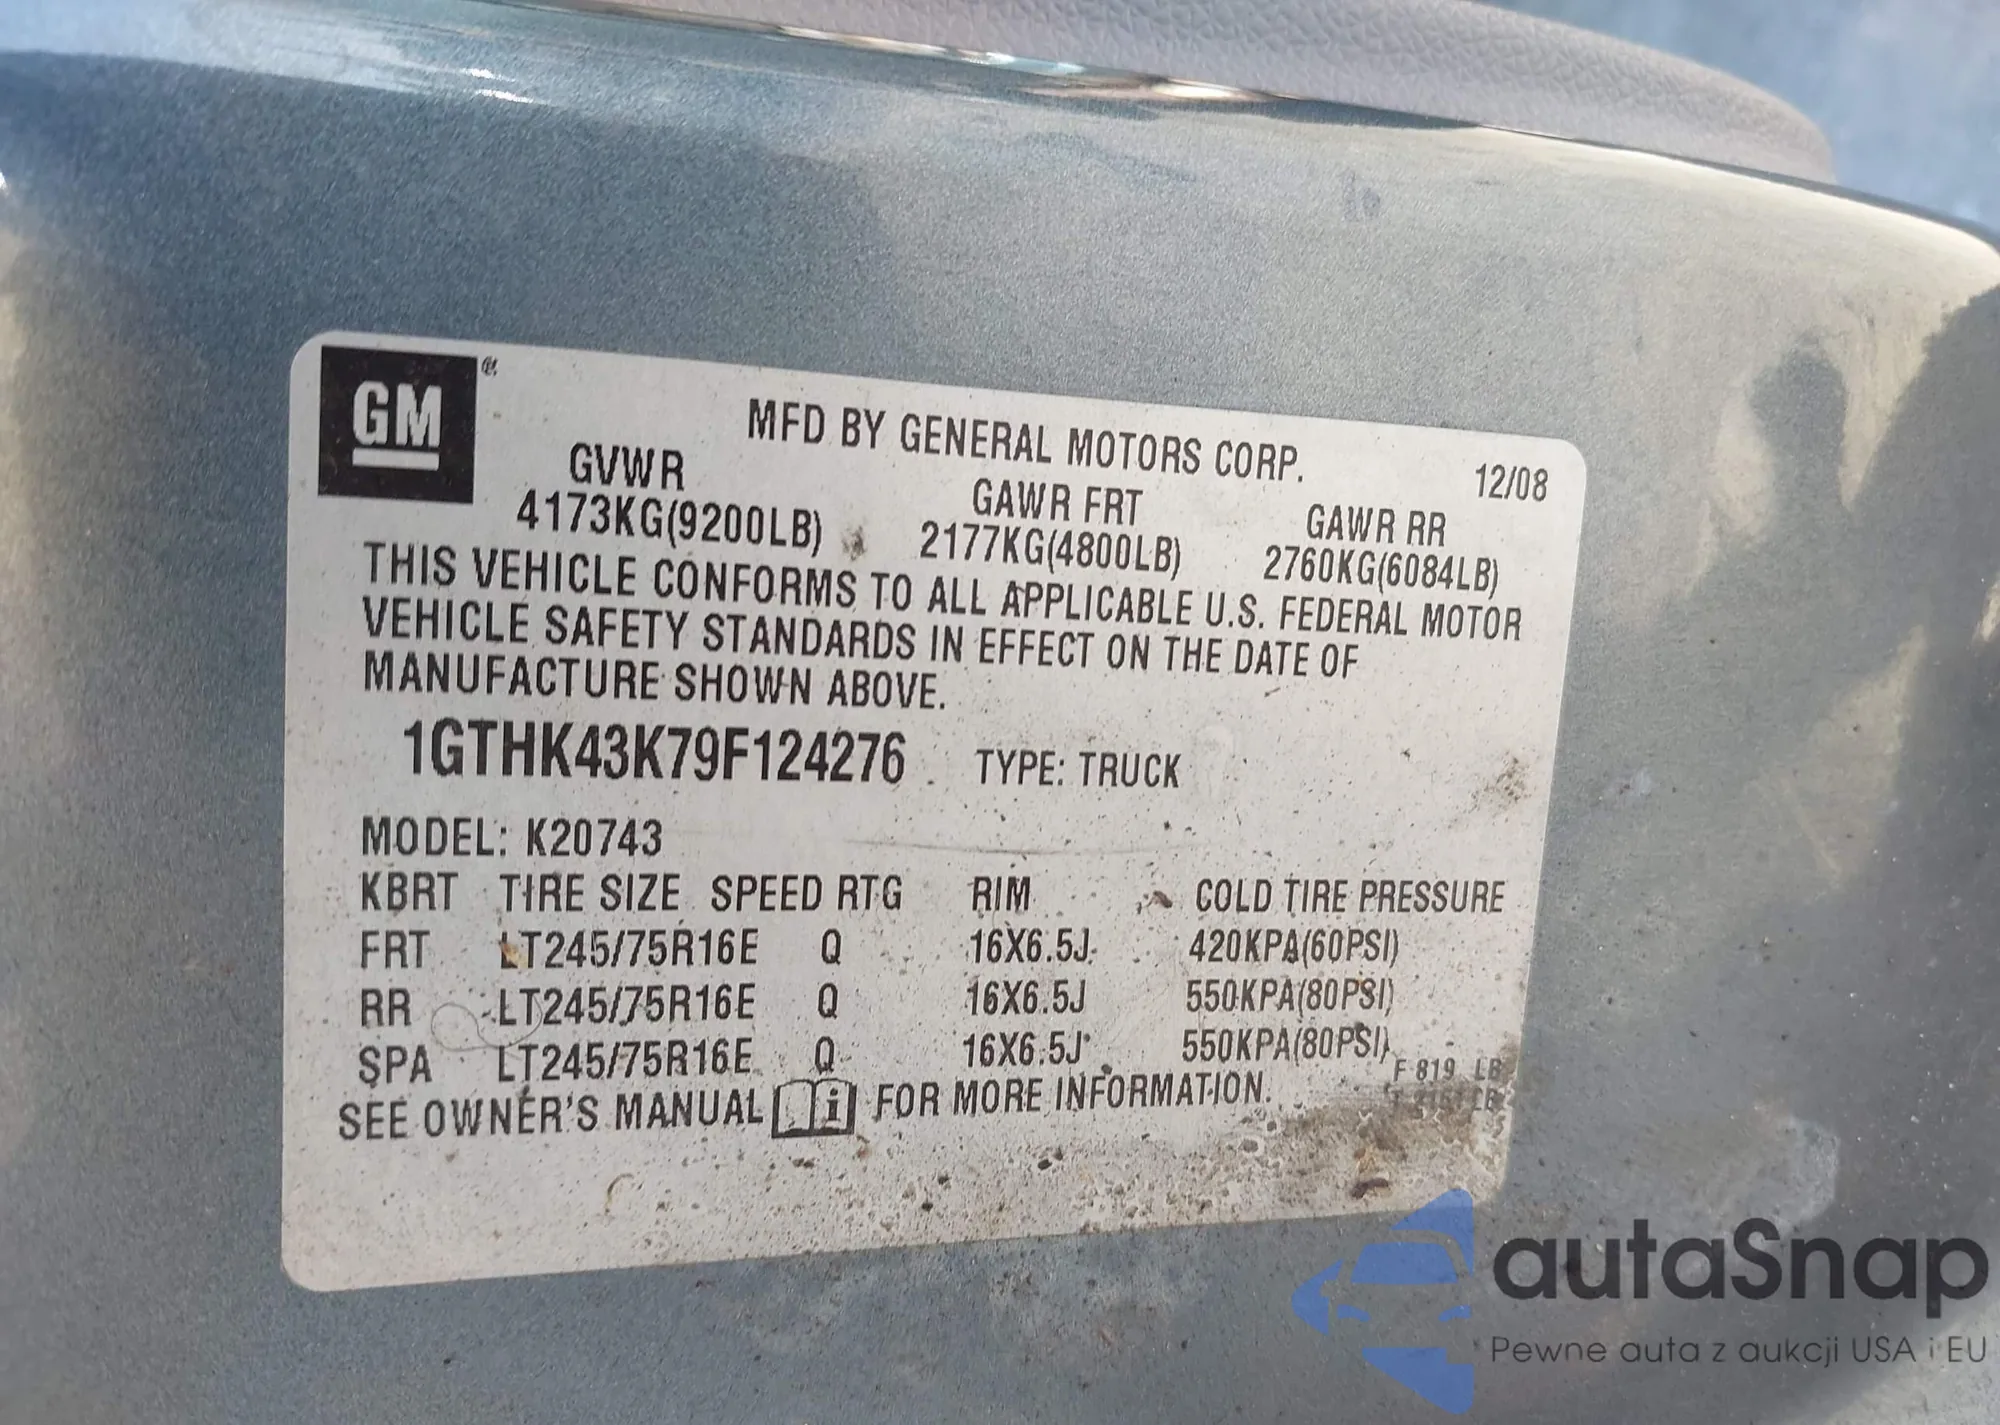 GM
MFD BY GENERAL MOTORS CORP.
12/08
GVWR GAWR FRT GAWR RR
4173KG(9200LB) 2177KG(4800LB) 2760KG(6084LB)
THIS VEHICLE CONFORMS TO ALL APPLICABLE U.S. FEDERAL MOTOR
VEHICLE SAFETY STANDARDS IN EFFECT ON THE DATE OF
MANUFACTURE SHOWN ABOVE.
1GTHK43K79F124276 TYPE: TRUCK
MODEL: K20743
KBRT TIRE SIZE SPEED RTG RIM COLD TIRE PRESSURE
FRT LT245/75R16E Q 16X6.5J 420KPA(60PSI)
RR LT245/75R16E Q 16X6.5J 550KPA(80PSI)
SPA LT245/75R16E Q 16X6.5J 550KPA(80PSI)
F 819 LB
SEE OWNER'S MANUAL i FOR MORE INFORMATION.
autaSnap
Pewne auta z aukcji USA i EU